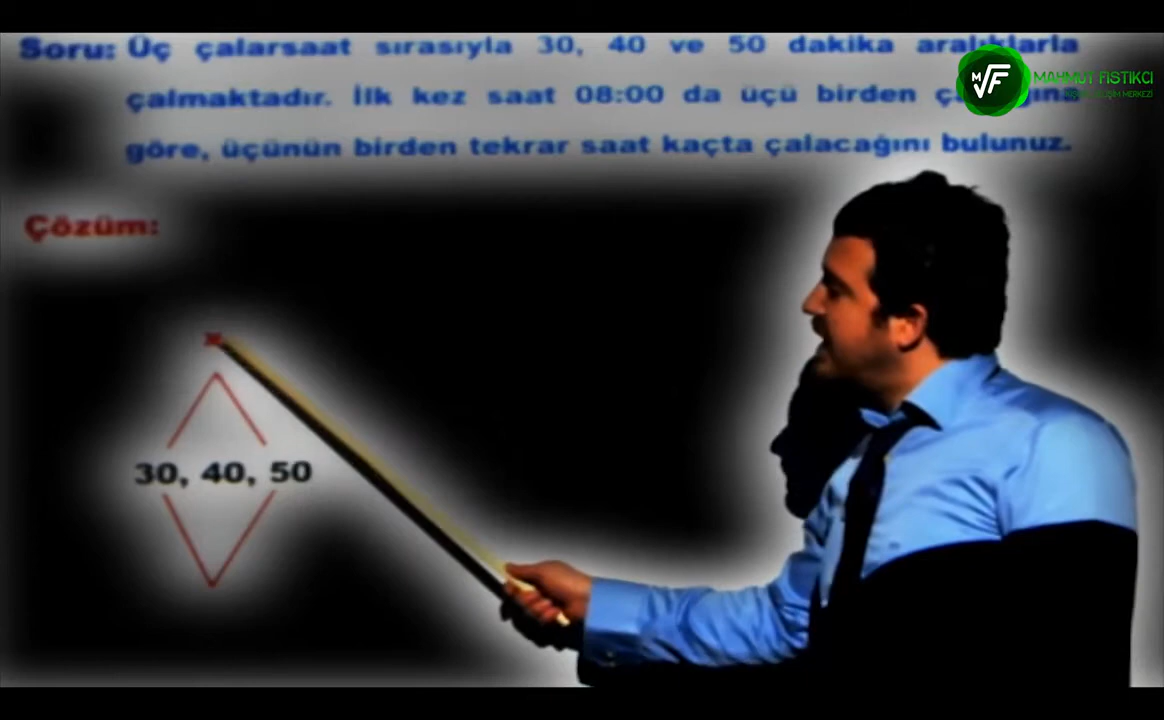 Soru: Üç çalarsaat sırasıyla 30, 40 ve 50 dakika aralıklarla
MAHMUT FISTIKCI
çalmaktadır. İlk kez saat 08:00 da üçü birden
göre, üçünün birden tekrar saat kaçta çalacağını bulunuz.
Çözüm:
30, 40, 50